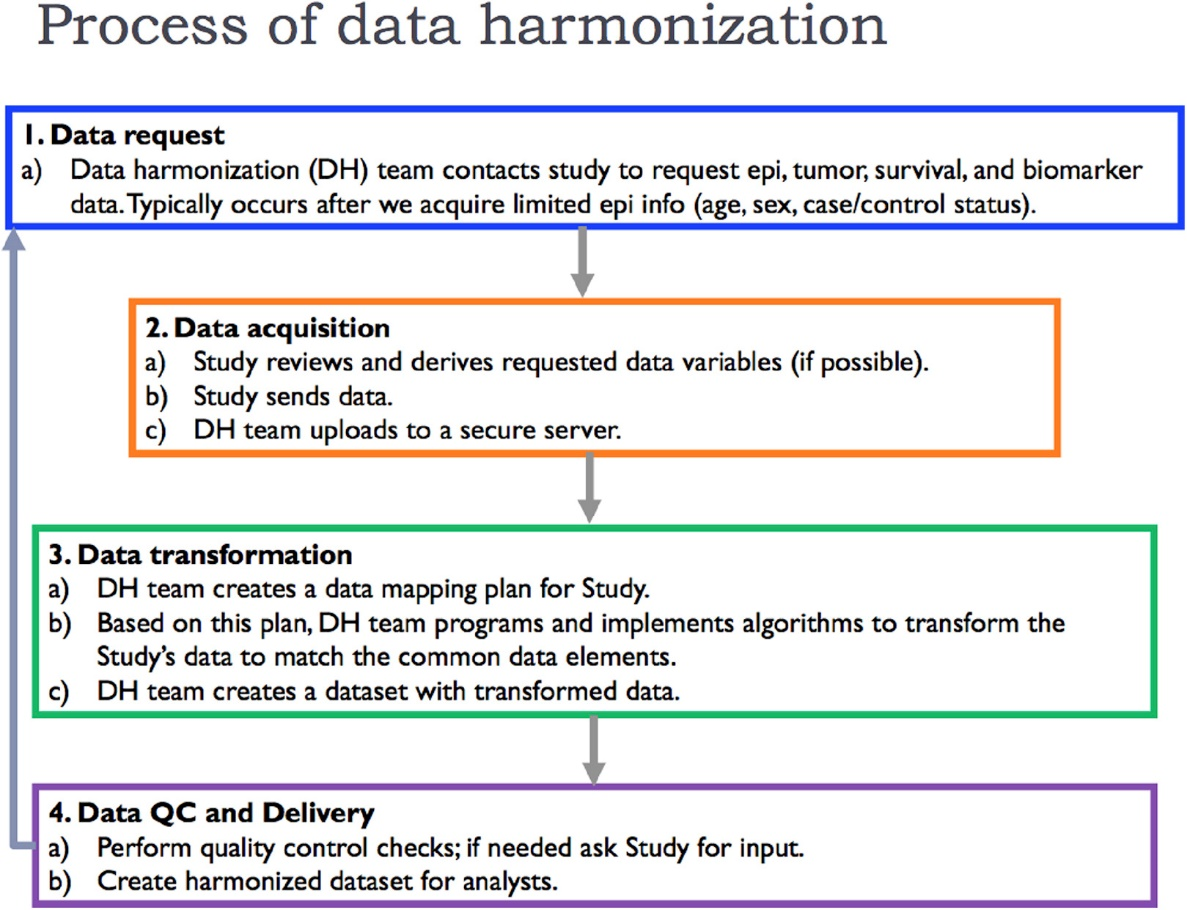 Process of data harmonization
1. Data request
a) Data harmonization (DH) team contacts study to request epi, tumor, survival, and biomarker
data. Typically occurs after we acquire limited epi info (age, sex, case/control status).
2. Data acquisition
a) Study reviews and derives requested data variables (if possible).
b) Study sends data.
c) DH team uploads to a secure server.
3. Data transformation
a) DH team creates a data mapping plan for Study.
b) Based on this plan, DH team programs and implements algorithms to transform the
Study's data to match the common data elements.
c) DH team creates a dataset with transformed data.
4. Data QC and Delivery
a) Perform quality control checks; if needed ask Study for input.
b) Create harmonized dataset for analysts.